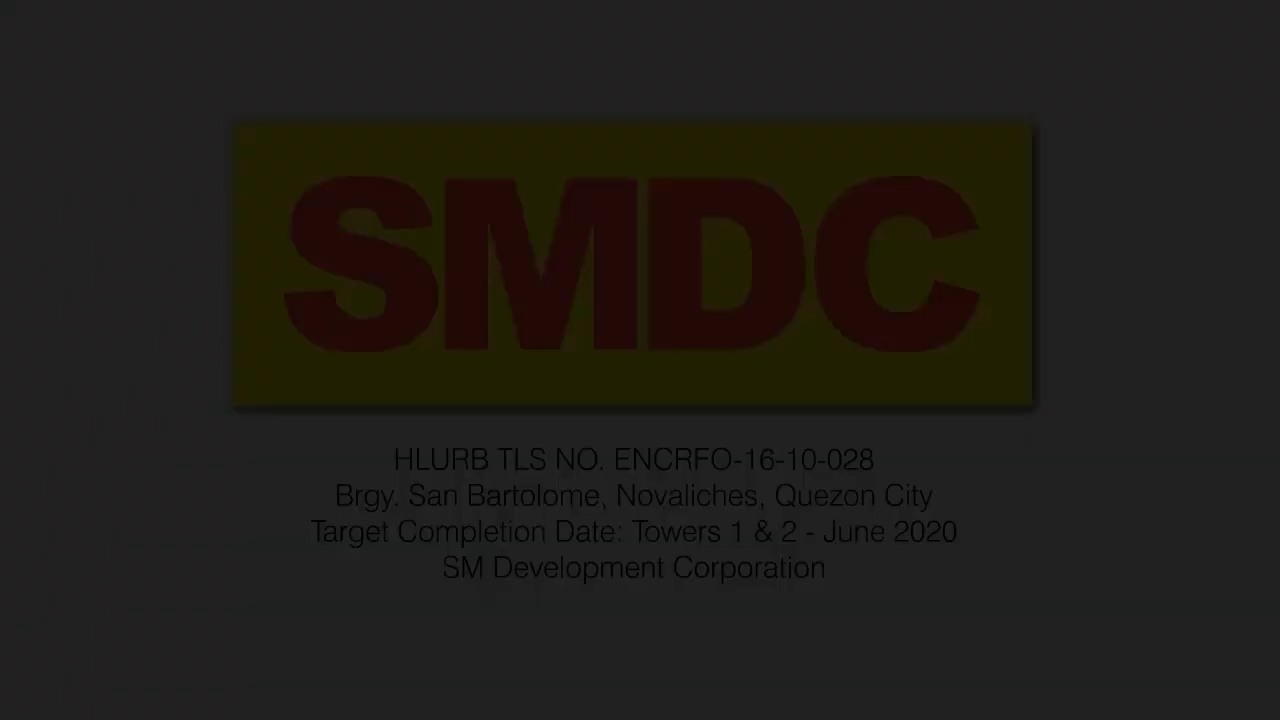 SMDC
HLURB TLS NO. ENCRFO-16-10-028
Brgy. San Bartolome, Novaliches, Quezon City
Target Completion Date: Towers 1 & 2 - June 2020
SM Development Corporation